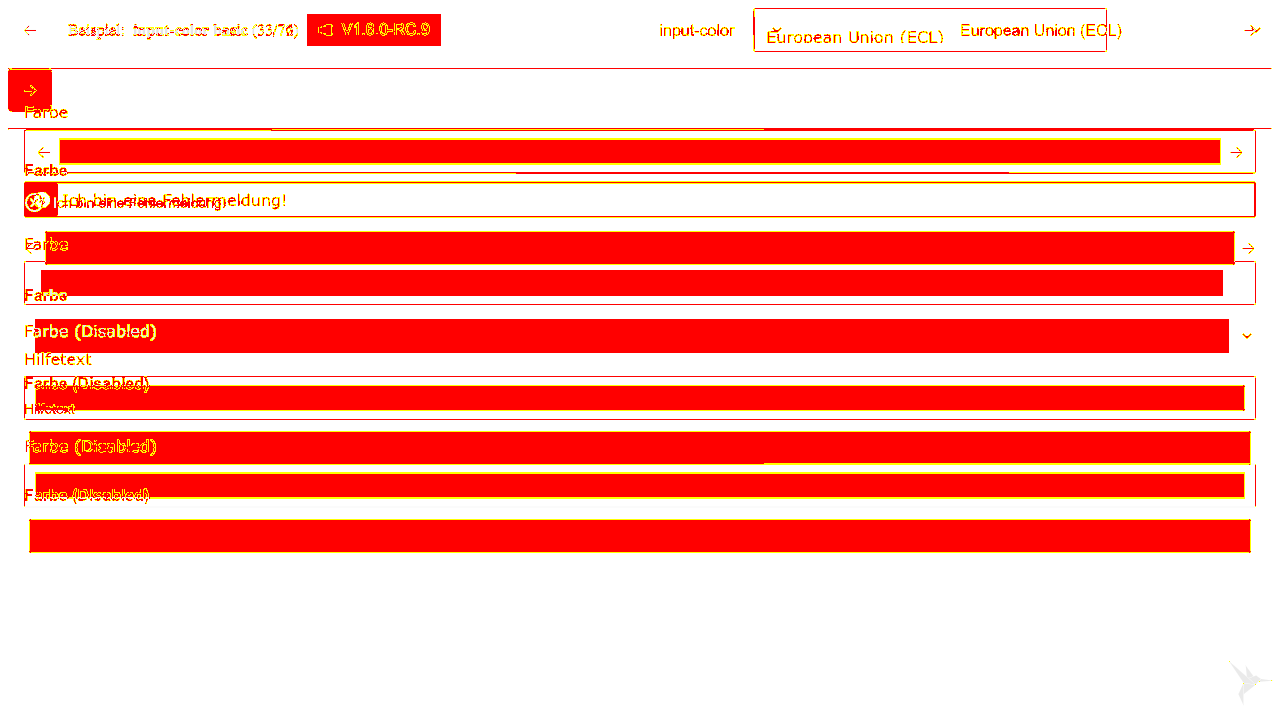 Beispiel: input-color basic (33/76) V1.6.0-RC.9 input-color European Union (ECL) European Union (ECL)
Farbe
Farbe
Ich bin eine Fehlermeldung!
Ich bin eine Fehlermeldung!
Farbe
Farbe
Farbe (Disabled)
Hilfetext
Farbe (Disabled)
Hilfetext
Farbe (Disabled)
Farbe (Disabled)